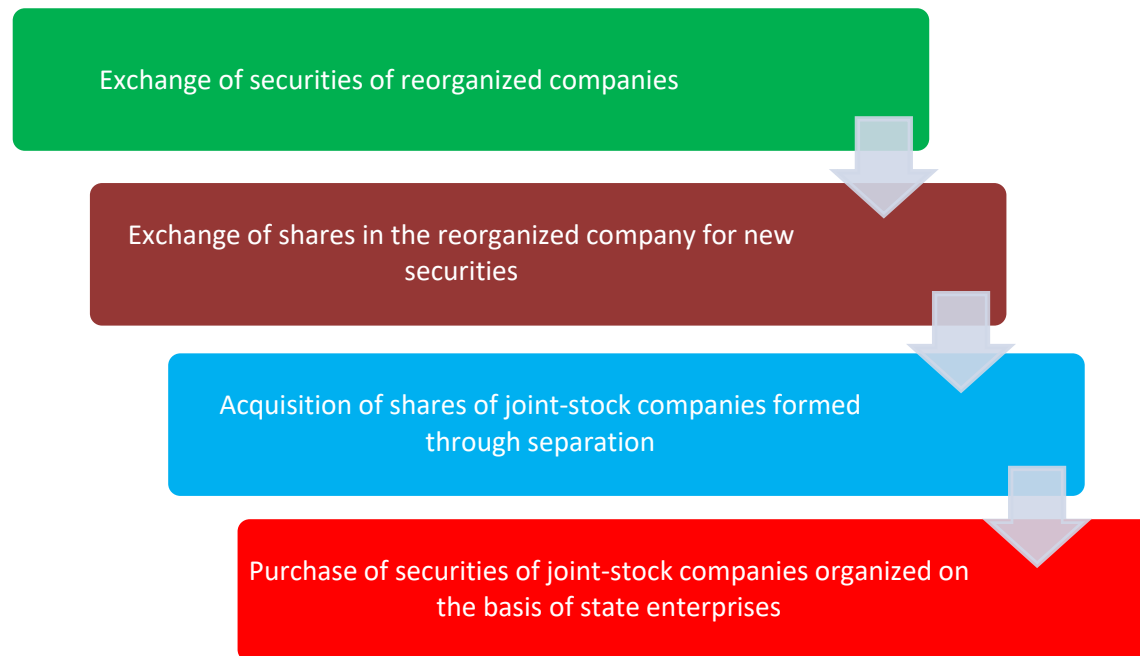 Exchange of securities of reorganized companies
Exchange of shares in the reorganized company for new
securities
Acquisition of shares of joint-stock companies formed
through separation
Purchase of securities of joint-stock companies organized on
the basis of state enterprises